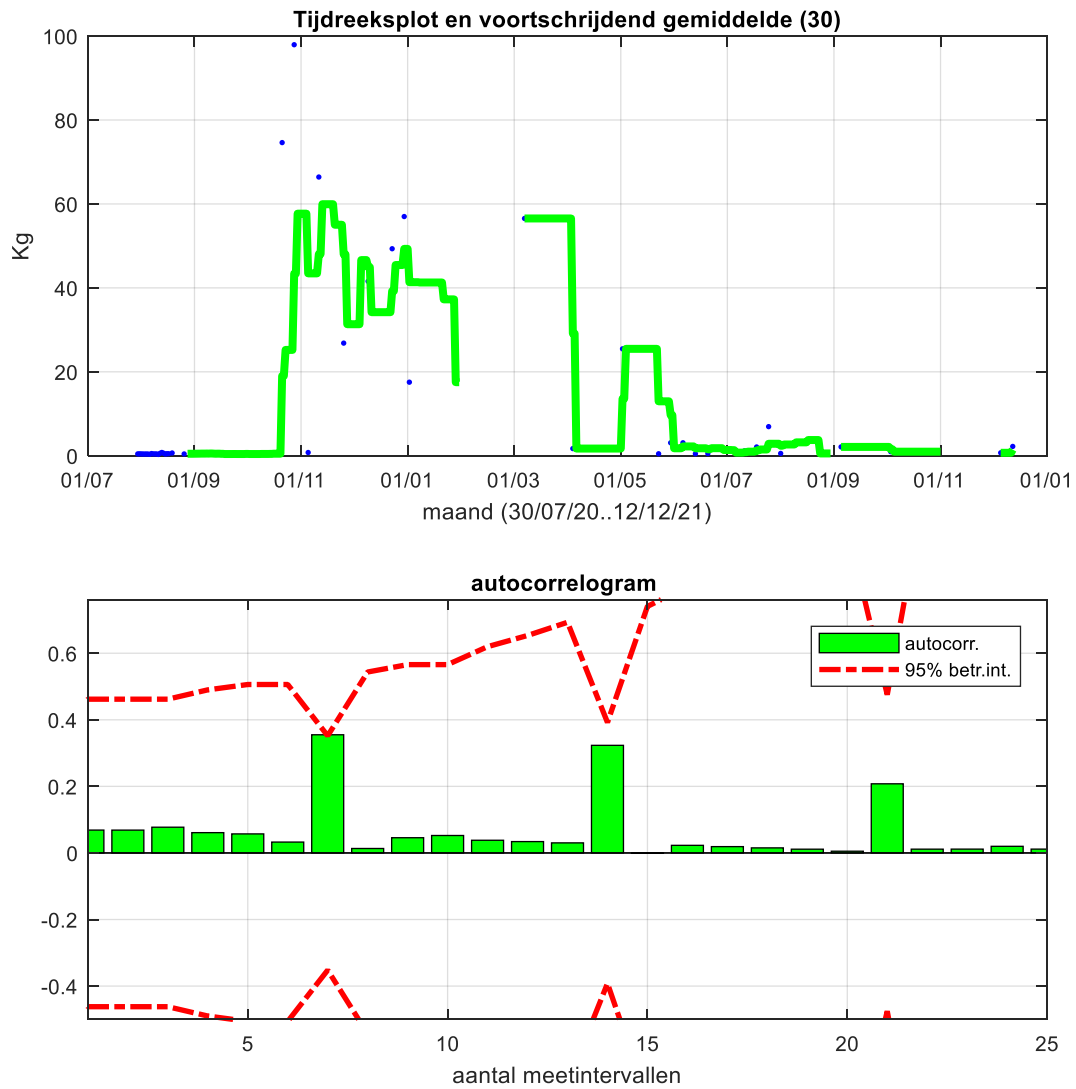 Tijdreeksplot en voortschrijdend gemiddelde (30)
100
80
60
40
20
0
Kg
01/07 01/09 01/11 01/01 01/03 01/05 01/07 01/09 01/11 01/01
maand (30/07/20..12/12/21)
autocorrelogram
autocorr.
95% betr.int.
0.6
0.4
0.2
0
-0.2
-0.4
5 10 15 20 25
aantal meetintervallen